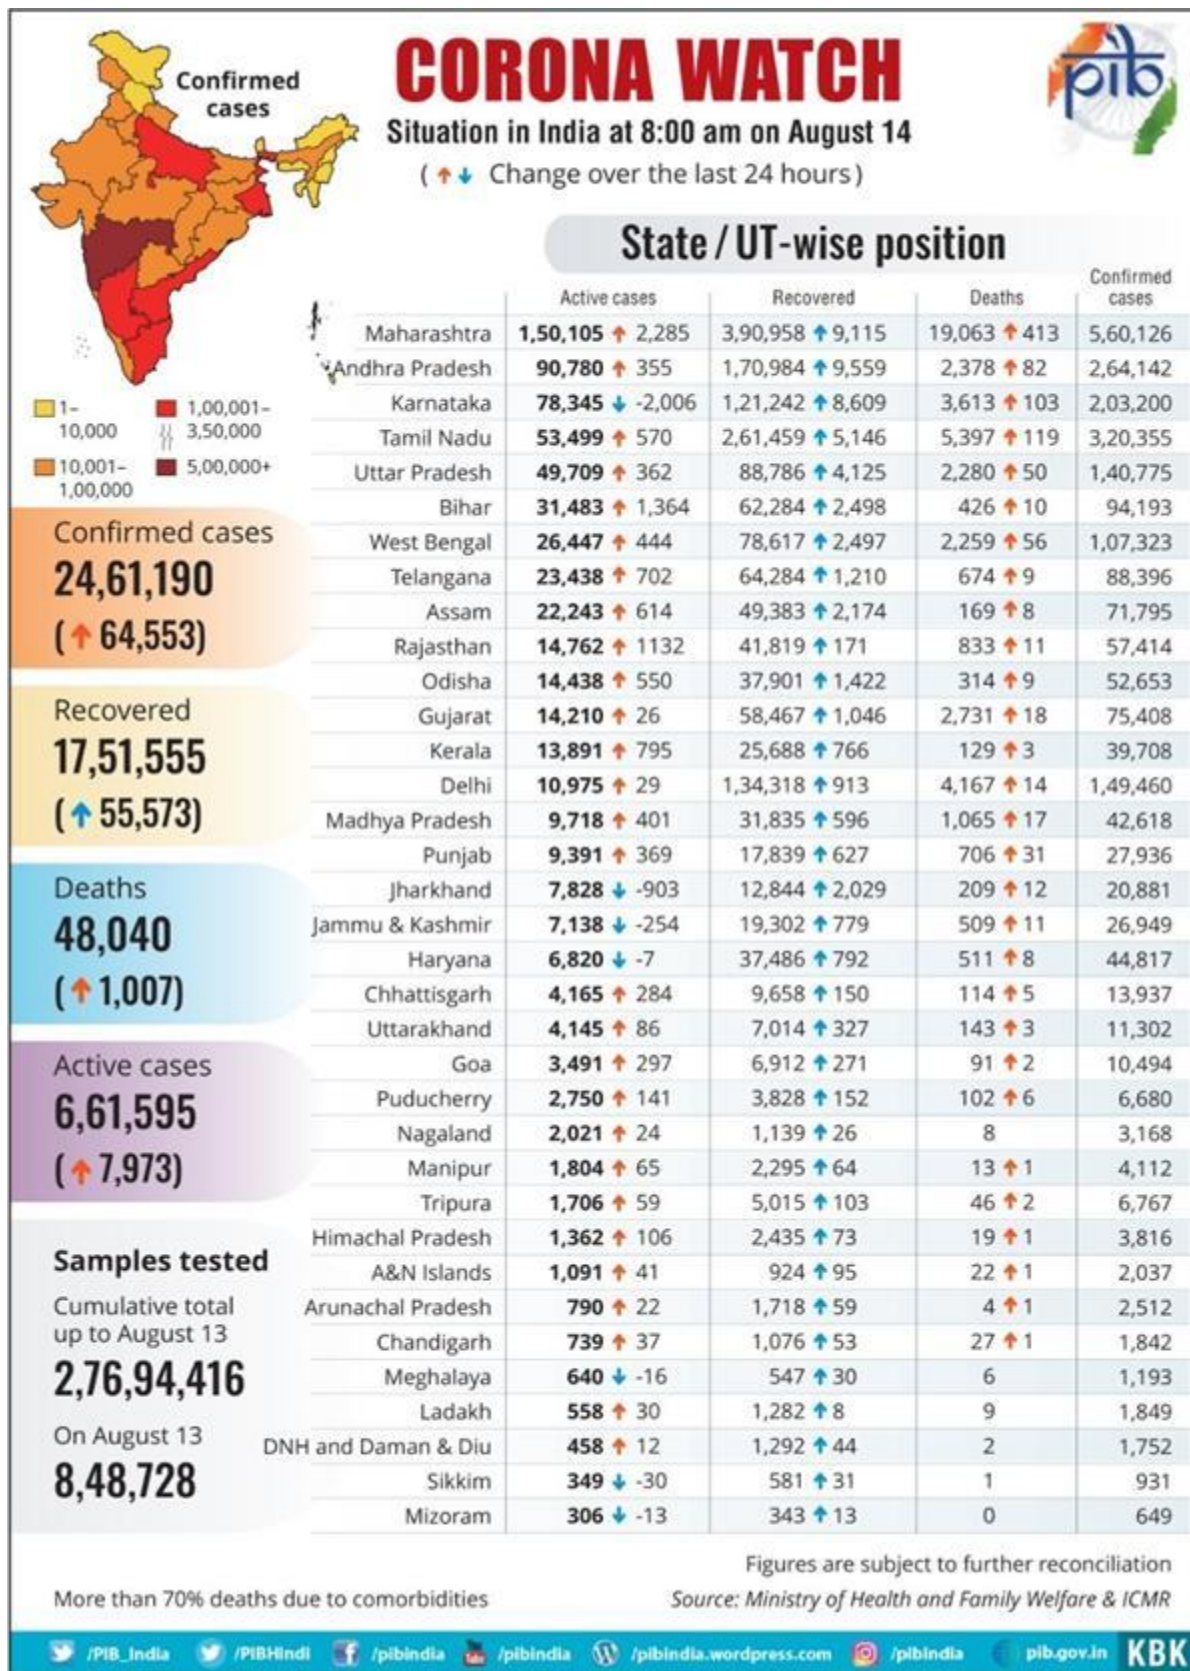 CORONA WATCH
pib
Situation in India at 8:00 am on August 14
( ↑ ↓ Change over the last 24 hours)
Confirmed
cases
1-
10,000
1,00,001-
3,50,000
10,001-
1,00,000
5,00,000+
State / UT-wise position
Active cases Recovered Deaths Confirmed
cases
Maharashtra 1,50,105 ↑ 2,285 3,90,958 ↑ 9,115 19,063 ↑ 413 5,60,126
Andhra Pradesh 90,780 ↑ 355 1,70,984 ↑ 9,559 2,378 ↑ 82 2,64,142
Karnataka 78,345 ↓ -2,006 1,21,242 ↑ 8,609 3,613 ↑ 103 2,03,200
Tamil Nadu 53,499 ↑ 570 2,61,459 ↑ 5,146 5,397 ↑ 119 3,20,355
Uttar Pradesh 49,709 ↑ 362 88,786 ↑ 4,125 2,280 ↑ 50 1,40,775
Bihar 31,483 ↑ 1,364 62,284 ↑ 2,498 426 ↑ 10 94,193
West Bengal 26,447 ↑ 444 78,617 ↑ 2,497 2,259 ↑ 56 1,07,323
Telangana 23,438 ↑ 702 64,284 ↑ 1,210 674 ↑ 9 88,396
Assam 22,243 ↑ 614 49,383 ↑ 2,174 169 ↑ 8 71,795
Rajasthan 14,762 ↑ 1132 41,819 ↑ 171 833 ↑ 11 57,414
Odisha 14,438 ↑ 550 37,901 ↑ 1,422 314 ↑ 9 52,653
Gujarat 14,210 ↑ 26 58,467 ↑ 1,046 2,731 ↑ 18 75,408
Kerala 13,891 ↑ 795 25,688 ↑ 766 129 ↑ 3 39,708
Delhi 10,975 ↑ 29 1,34,318 ↑ 913 4,167 ↑ 14 1,49,460
Madhya Pradesh 9,718 ↑ 401 31,835 ↑ 596 1,065 ↑ 17 42,618
Punjab 9,391 ↑ 369 17,839 ↑ 627 706 ↑ 31 27,936
Jharkhand 7,828 ↓ -903 12,844 ↑ 2,029 209 ↑ 12 20,881
Jammu & Kashmir 7,138 ↓ -254 19,302 ↑ 779 509 ↑ 11 26,949
Haryana 6,820 ↓ -7 37,486 ↑ 792 511 ↑ 8 44,817
Chhattisgarh 4,165 ↑ 284 9,658 ↑ 150 114 ↑ 5 13,937
Uttarakhand 4,145 ↑ 86 7,014 ↑ 327 143 ↑ 3 11,302
Goa 3,491 ↑ 297 6,912 ↑ 271 91 ↑ 2 10,494
Puducherry 2,750 ↑ 141 3,828 ↑ 152 102 ↑ 6 6,680
Nagaland 2,021 ↑ 24 1,139 ↑ 26 8 3,168
Manipur 1,804 ↑ 65 2,295 ↑ 64 13 ↑ 1 4,112
Tripura 1,706 ↑ 59 5,015 ↑ 103 46 ↑ 2 6,767
Himachal Pradesh 1,362 ↑ 106 2,435 ↑ 73 19 ↑ 1 3,816
A&N Islands 1,091 ↑ 41 924 ↑ 95 22 ↑ 1 2,037
Arunachal Pradesh 790 ↑ 22 1,718 ↑ 59 4 ↑ 1 2,512
Chandigarh 739 ↑ 37 1,076 ↑ 53 27 ↑ 1 1,842
Meghalaya 640 ↓ -16 547 ↑ 30 6 1,193
Ladakh 558 ↑ 30 1,282 ↑ 8 9 1,849
DNH and Daman & Diu 458 ↑ 12 1,292 ↑ 44 2 1,752
Sikkim 349 ↓ -30 581 ↑ 31 1 931
Mizoram 306 ↓ -13 343 ↑ 13 0 649
Confirmed cases
24,61,190
(↑ 64,553)
Recovered
17,51,555
(↑ 55,573)
Deaths
48,040
(↑ 1,007)
Active cases
6,61,595
(↑ 7,973)
Samples tested
Cumulative total
up to August 13
2,76,94,416
On August 13
8,48,728
Figures are subject to further reconciliation
More than 70% deaths due to comorbidities
Source: Ministry of Health and Family Welfare & ICMR
/PIB_India /PIBHindi /pibindia /pibindia /pibindia.wordpress.com /pibindia pib.gov.in KBK